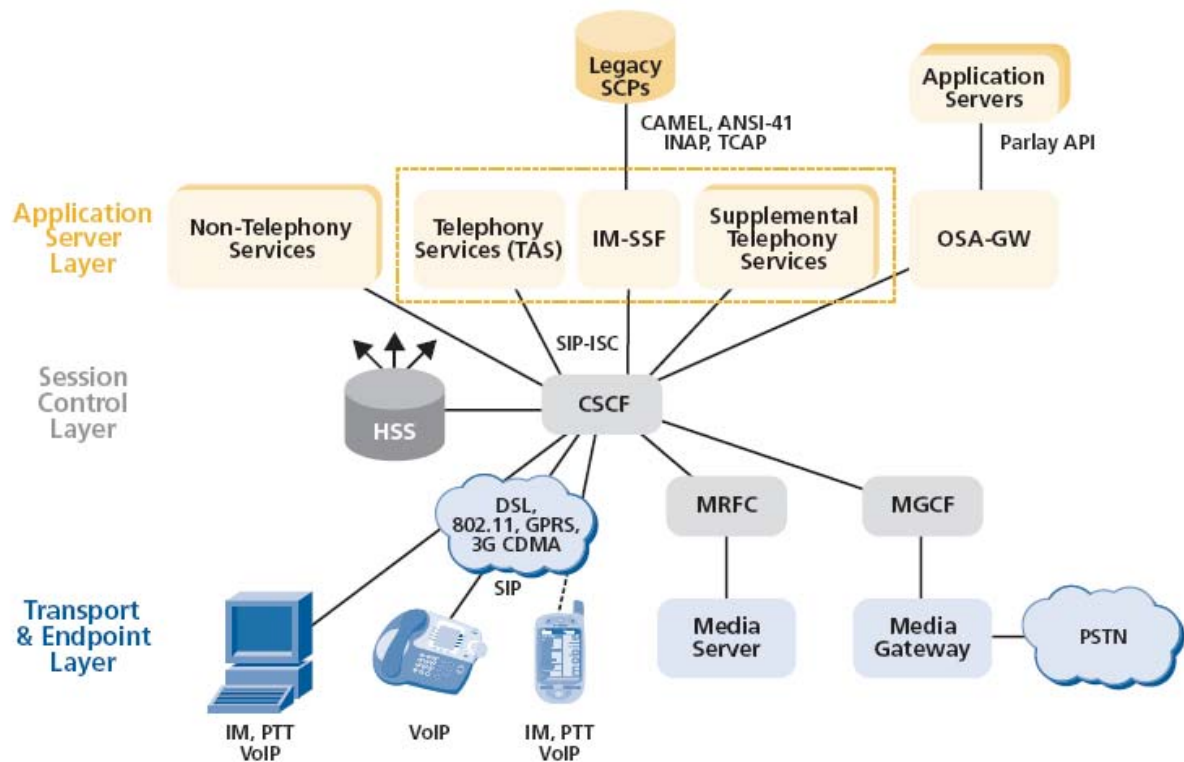 Legacy
SCPs
Application
Servers
CAMEL, ANSI-41
INAP, TCAP
Parlay API
Application
Server
Layer
Non-Telephony
Services
Telephony
Services (TAS)
IM-SSF
Supplemental
Telephony
Services
OSA-GW
SIP-ISC
Session
Control
Layer
HSS
CSCF
DSL,
802.11, GPRS,
3G CDMA
SIP
MRFC
MGCF
Transport
& Endpoint
Layer
Media
Server
Media
Gateway
PSTN
IM, PTT
VoIP
VoIP
IM, PTT
VoIP
mobile